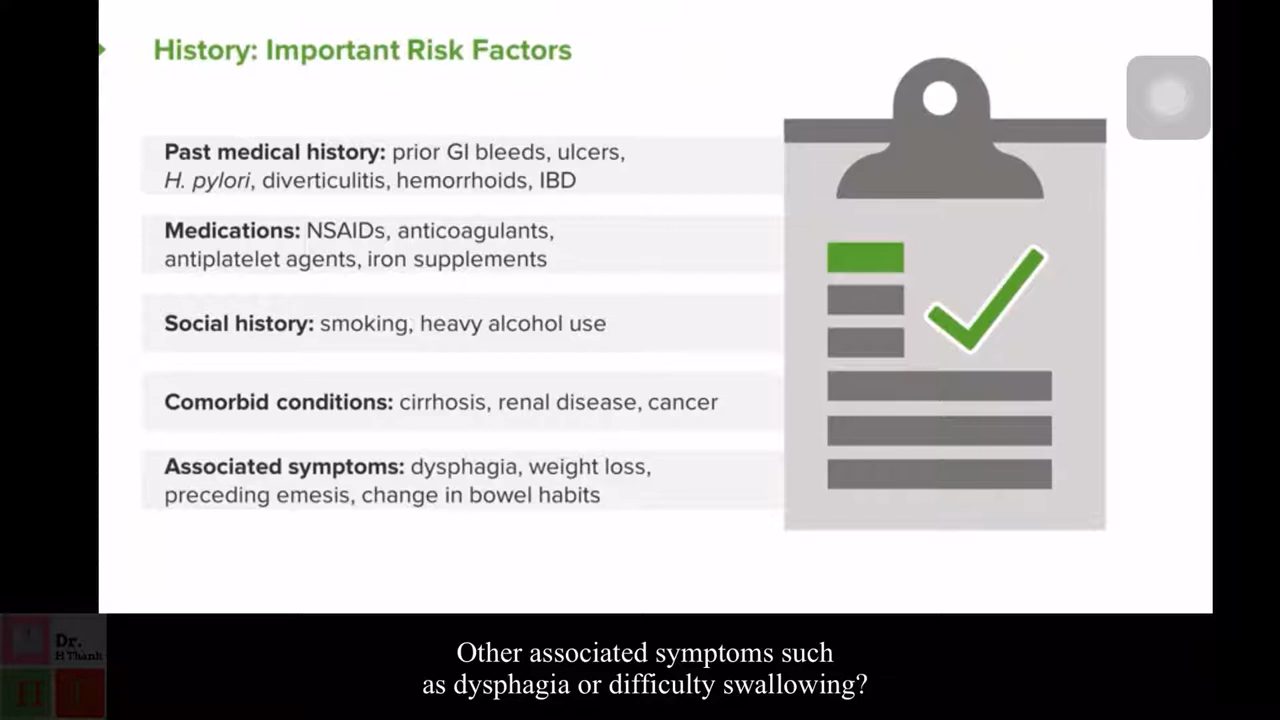 History: Important Risk Factors
Past medical history: prior GI bleeds, ulcers,
H. pylori, diverticulitis, hemorrhoids, IBD
Medications: NSAIDs, anticoagulants,
antiplatelet agents, iron supplements
Social history: smoking, heavy alcohol use
Comorbid conditions: cirrhosis, renal disease, cancer
Associated symptoms: dysphagia, weight loss,
preceding emesis, change in bowel habits
Dr.
H Thank
Other associated symptoms such
as dysphagia or difficulty swallowing?